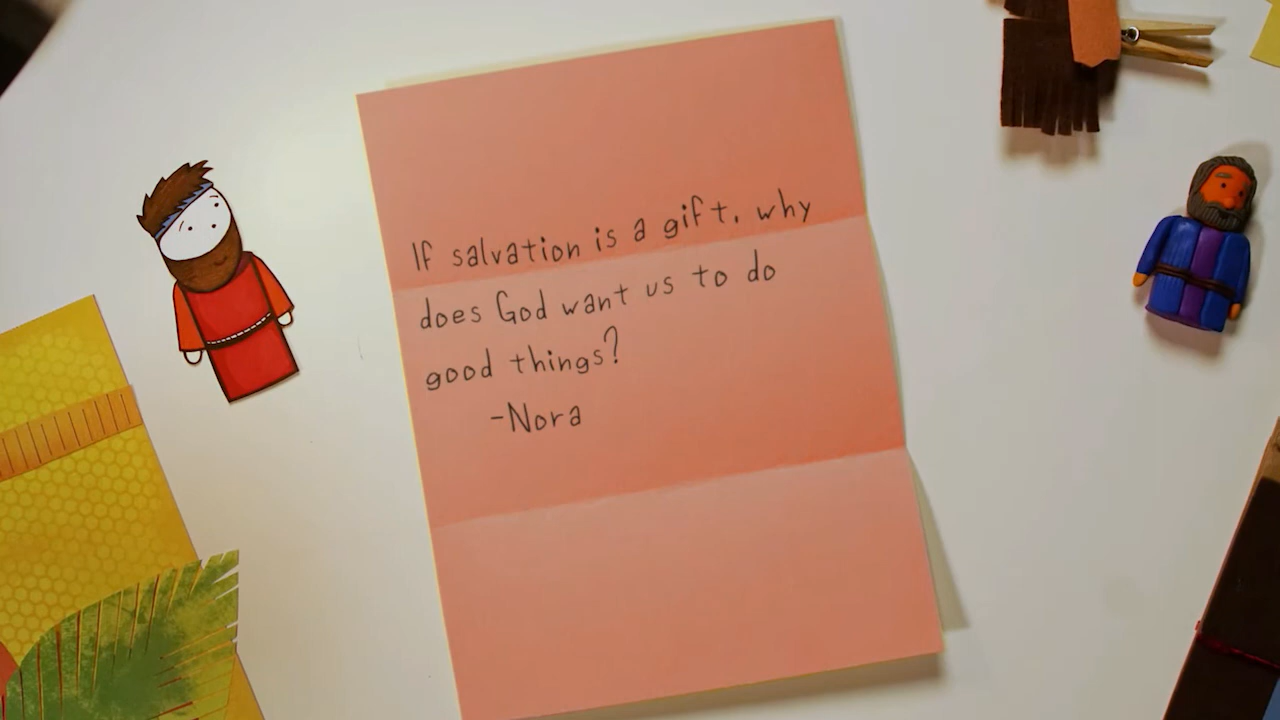 If salvation is a gift, why
does God want us to do
good things?
-Nora